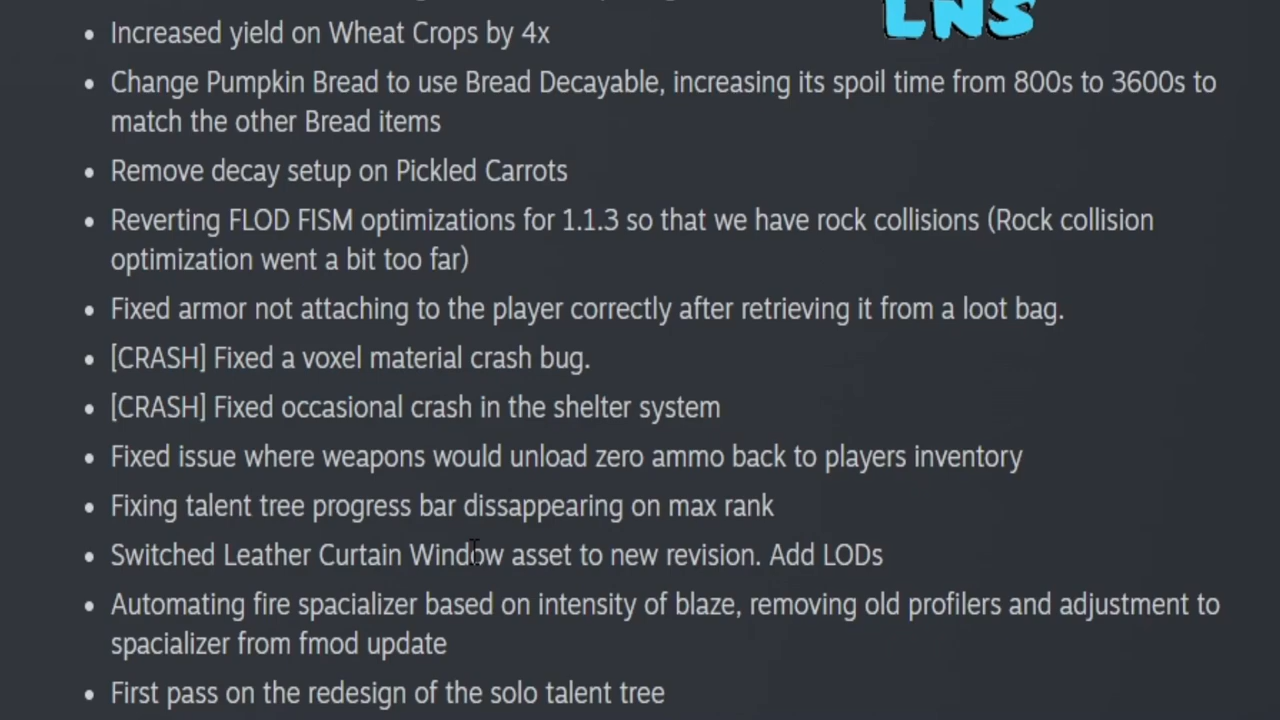 LNS
Increased yield on Wheat Crops by 4x
Change Pumpkin Bread to use Bread Decayable, increasing its spoil time from 800s to 3600s to
match the other Bread items
Remove decay setup on Pickled Carrots
Reverting FLOD FISM optimizations for 1.1.3 so that we have rock collisions (Rock collision
optimization went a bit too far)
Fixed armor not attaching to the player correctly after retrieving it from a loot bag.
[CRASH] Fixed a voxel material crash bug.
[CRASH] Fixed occasional crash in the shelter system
Fixed issue where weapons would unload zero ammo back to players inventory
Fixing talent tree progress bar dissappearing on max rank
Switched Leather Curtain Window asset to new revision. Add LODs
Automating fire spacializer based on intensity of blaze, removing old profilers and adjustment to
spacializer from fmod update
First pass on the redesign of the solo talent tree